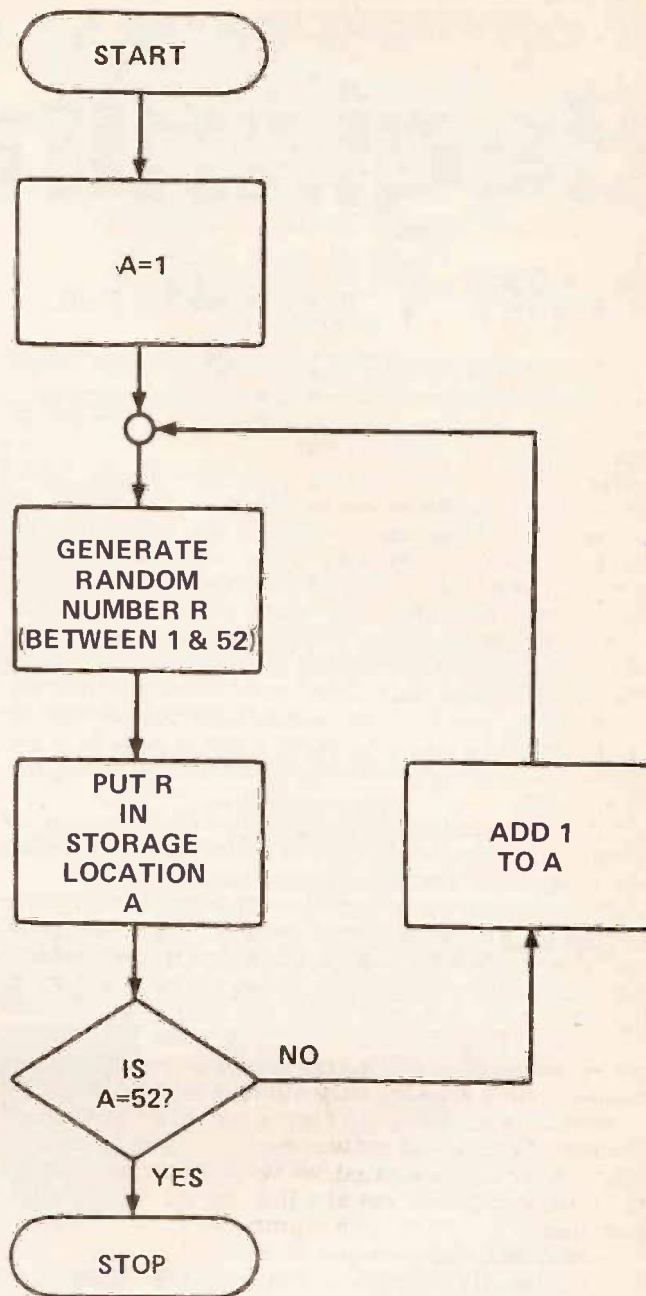 START
A=1
GENERATE
RANDOM
NUMBER R
(BETWEEN 1 & 52)
PUT R
IN
STORAGE
LOCATION
A
ADD 1
TO A
IS
A=52?
NO
YES
STOP